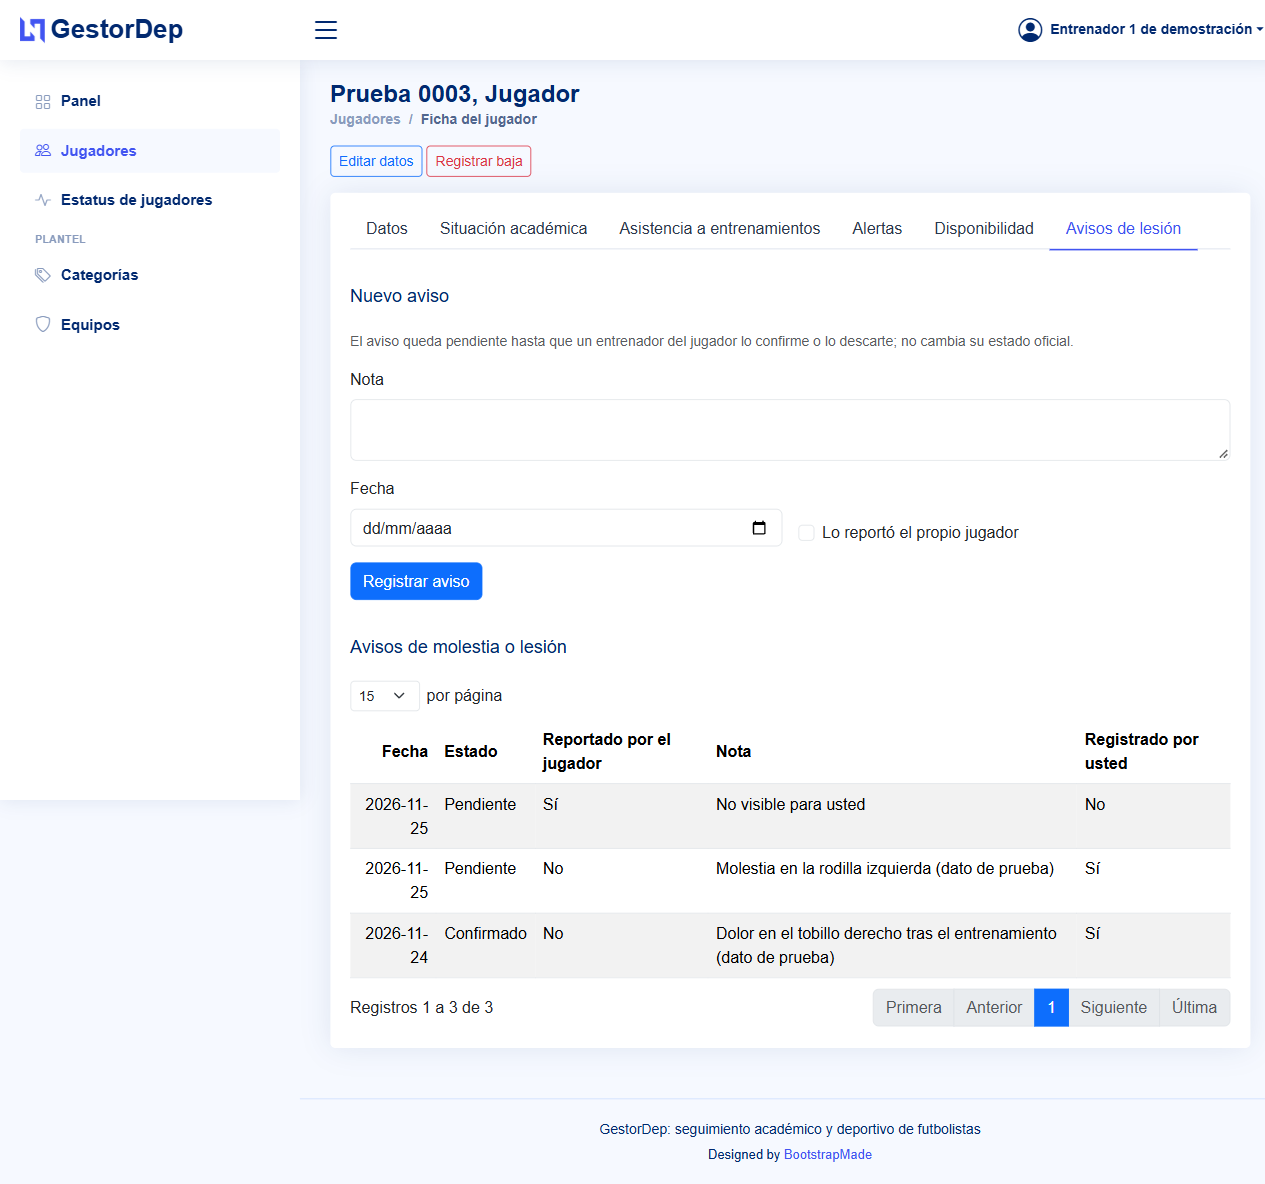 GestorDep
Entrenador 1 de demostración
Panel
Jugadores
Estatus de jugadores
PLANTEL
Categorías
Equipos
Prueba 0003, Jugador
Jugadores / Ficha del jugador
Editar datos
Registrar baja
Datos
Situación académica
Asistencia a entrenamientos
Alertas
Disponibilidad
Avisos de lesión
Nuevo aviso
El aviso queda pendiente hasta que un entrenador del jugador lo confirme o lo descarte; no cambia su estado oficial.
Nota
Fecha
dd/mm/aaaa
Lo reportó el propio jugador
Registrar aviso
Avisos de molestia o lesión
15 por página
Fecha Estado Reportado por el jugador Nota Registrado por usted
2026-11-25 Pendiente Sí No visible para usted No
2026-11-25 Pendiente No Molestia en la rodilla izquierda (dato de prueba) Sí
2026-11-24 Confirmado No Dolor en el tobillo derecho tras el entrenamiento (dato de prueba) Sí
Registros 1 a 3 de 3
Primera Anterior 1 Siguiente Última
GestorDep: seguimiento académico y deportivo de futbolistas
Designed by BootstrapMade